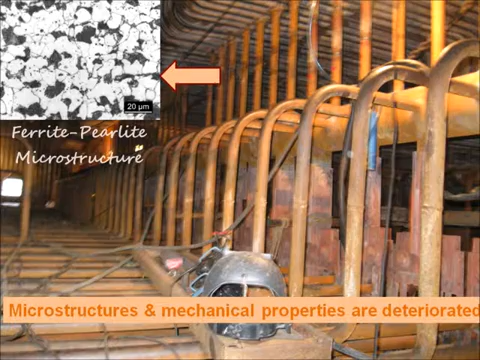 20 μm
Ferrite-Pearlite
Microstructure
Microstructures & mechanical properties are deteriorated